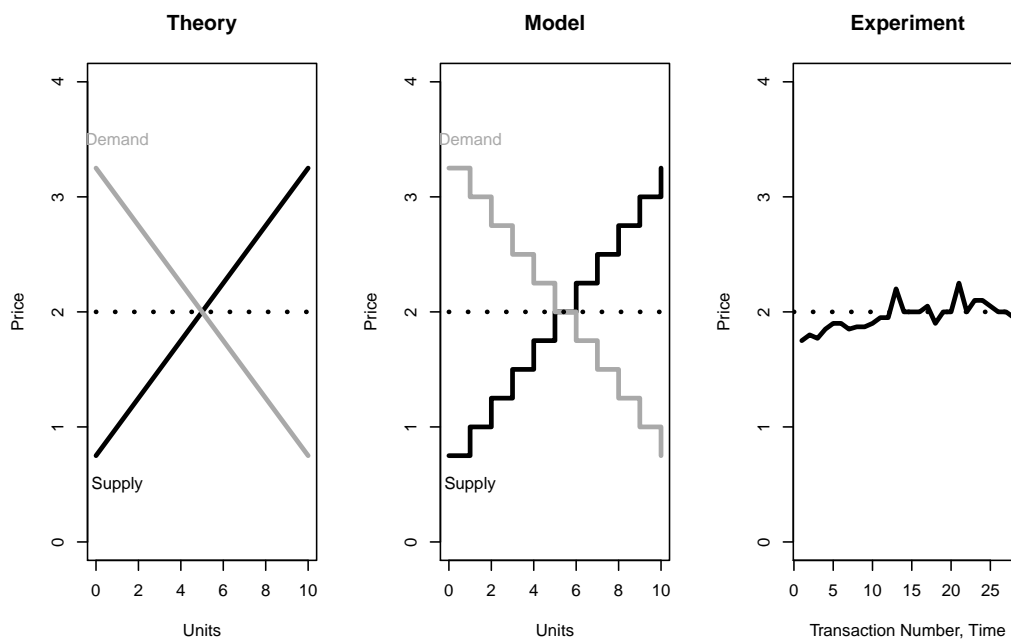 Theory
Demand
Supply
Price
0
1
2
3
4
0 2 4 6 8 10
Units
Model
Demand
Supply
Price
0
1
2
3
4
0 2 4 6 8 10
Units
Experiment
Price
0
1
2
3
4
0 5 10 15 20 25
Transaction Number, Time